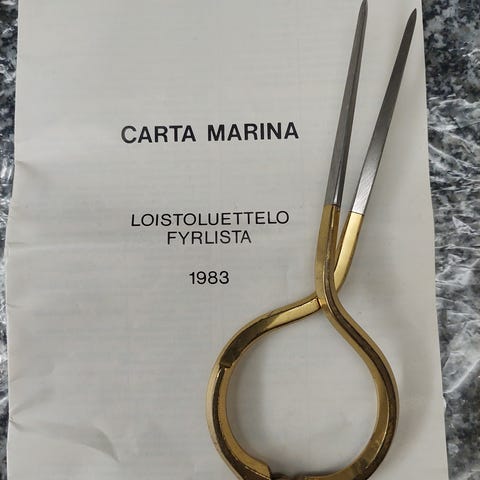 CARTA MARINA
LOISTOLUETTELO
FYRLISTA
1983